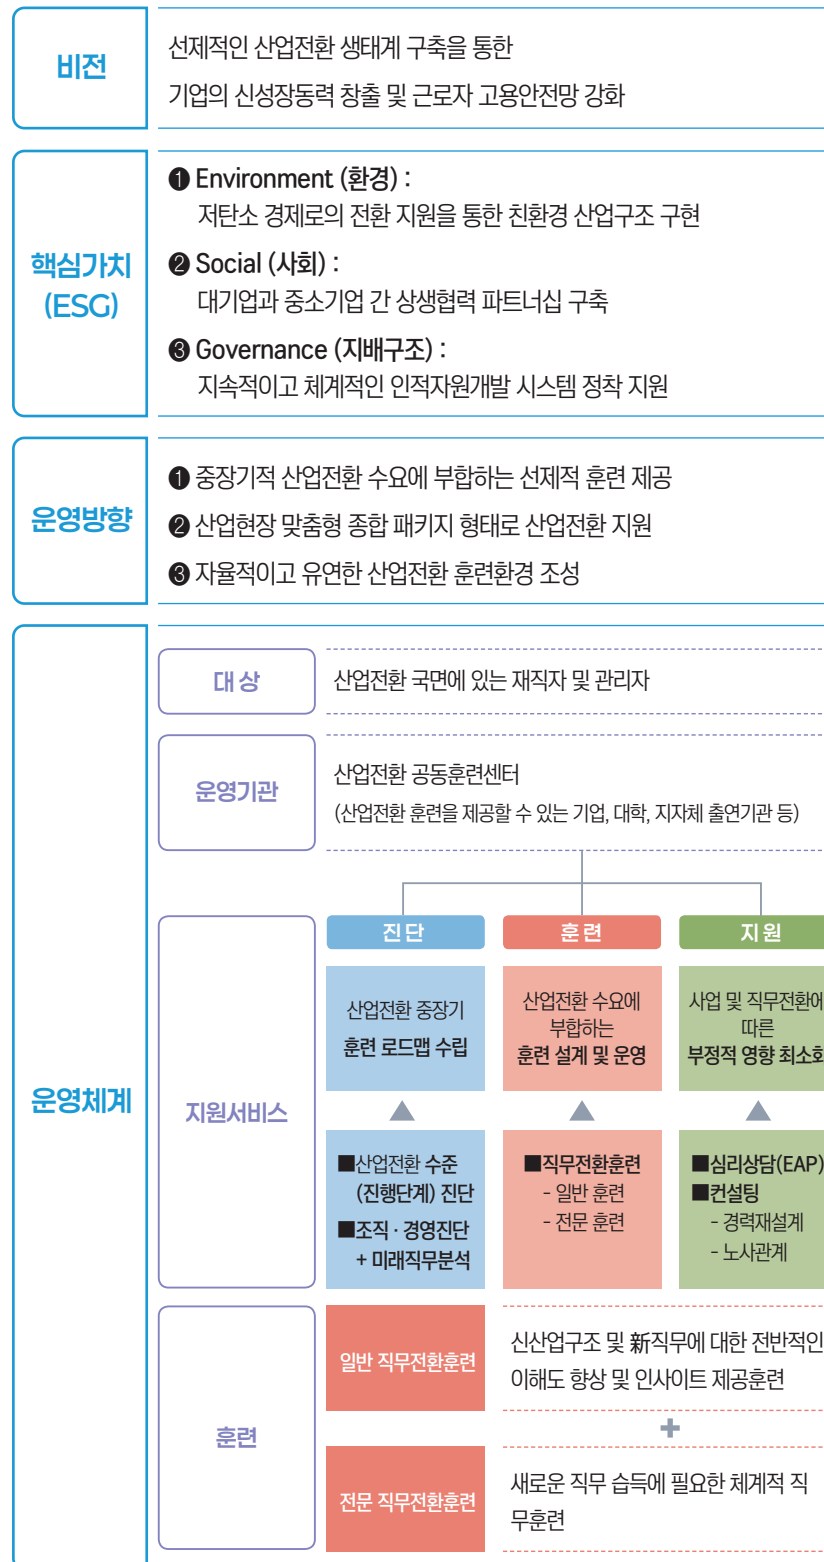 비전
선제적인 산업전환 생태계 구축을 통한
기업의 신성장동력 창출 및 근로자 고용안전망 강화
핵심가치
(ESG)
❶ Environment (환경) :
저탄소 경제로의 전환 지원을 통한 친환경 산업구조 구현
❷ Social (사회) :
대기업과 중소기업 간 상생협력 파트너십 구축
❸ Governance (지배구조) :
지속적이고 체계적인 인적자원개발 시스템 정착 지원
운영방향
❶ 중장기적 산업전환 수요에 부합하는 선제적 훈련 제공
❷ 산업현장 맞춤형 종합 패키지 형태로 산업전환 지원
❸ 자율적이고 유연한 산업전환 훈련환경 조성
운영체계
대 상
산업전환 국면에 있는 재직자 및 관리자
운영기관
산업전환 공동훈련센터
(산업전환 훈련을 제공할 수 있는 기업, 대학, 지자체 출연기관 등)
지원서비스
진 단
산업전환 중장기
훈련 로드맵 수립
■산업전환 수준
(진행단계) 진단
■조직 · 경영진단
+ 미래직무분석
훈 련
산업전환 수요에
부합하는
훈련 설계 및 운영
■직무전환훈련
- 일반 훈련
- 전문 훈련
지 원
사업 및 직무전환에
따른
부정적 영향 최소화
■심리상담(EAP)
■컨설팅
- 경력재설계
- 노사관계
훈련
일반 직무전환훈련
신산업구조 및 新직무에 대한 전반적인
이해도 향상 및 인사이트 제공훈련
+
전문 직무전환훈련
새로운 직무 습득에 필요한 체계적 직
무훈련